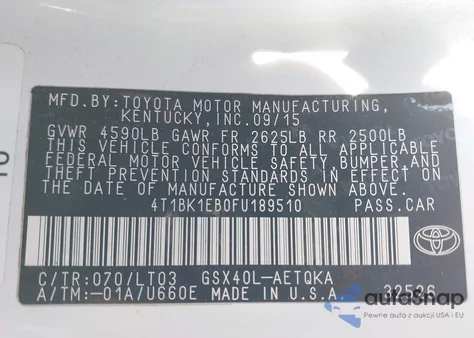 MFD.BY:TOYOTA MOTOR MANUFACTURING,
KENTUCKY,INC.09/15
GVWR 4590LB GAWR FR 2625LB RR 2500LB
THIS VEHICLE CONFORMS TO ALL APPLICABLE
FEDERAL MOTOR VEHICLE SAFETY, BUMPER, AND
THEFT PREVENTION STANDARDS IN EFFECT ON
THE DATE OF MANUFACTURE SHOWN ABOVE.
4T1BK1EB0FU189510 PASS.CAR
C/TR:070/LT03 GSX40L-AETQKA
A/TM:-01A/U660E MADE IN U.S.A. 32526
TOYOTA
autaSnap
Pewne auta z aukcji USA i EU